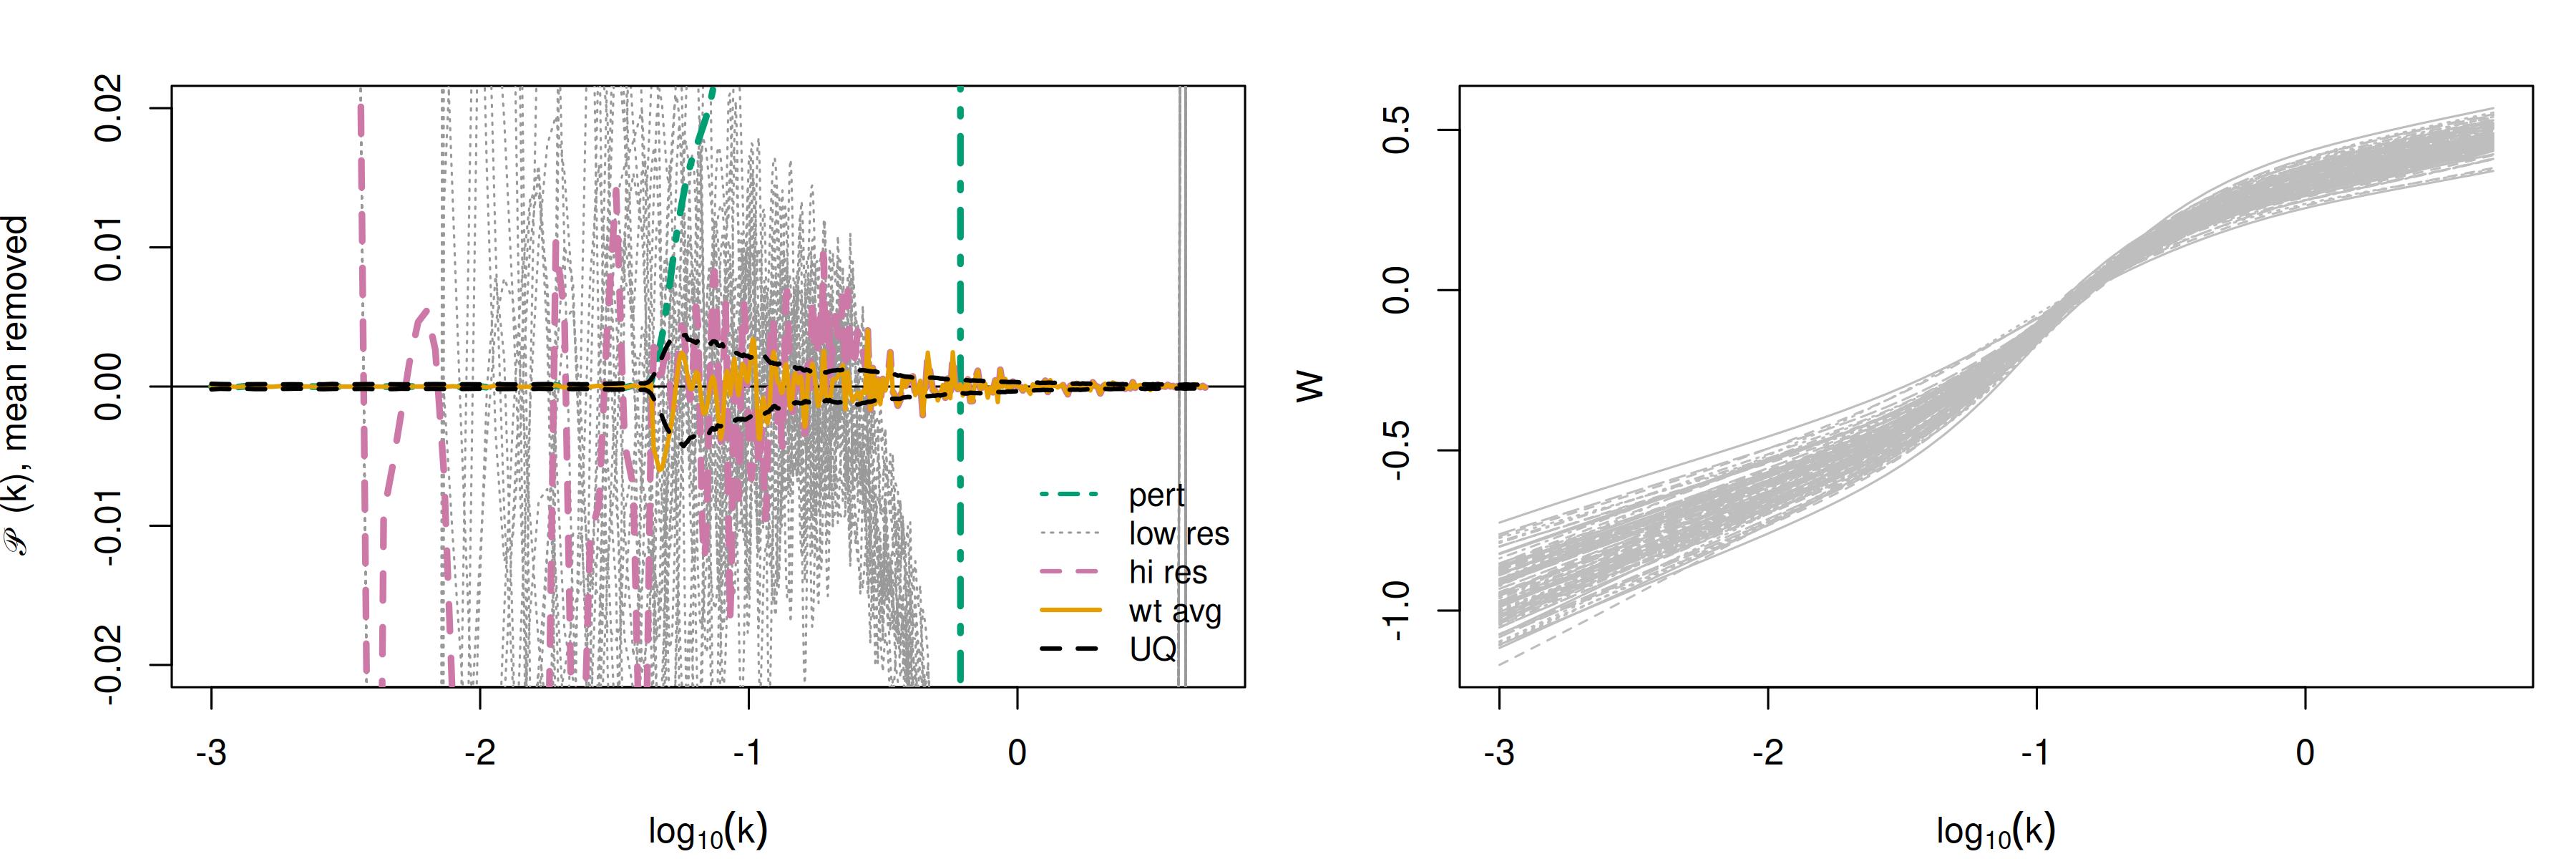 𝒫 (k), mean removed
0.02
0.01
0.00
-0.01
-0.02
-3 -2 -1 0
log10(k)
pert
low res
hi res
wt avg
UQ
W
0.5
0.0
-0.5
-1.0
-3 -2 -1 0
log10(k)